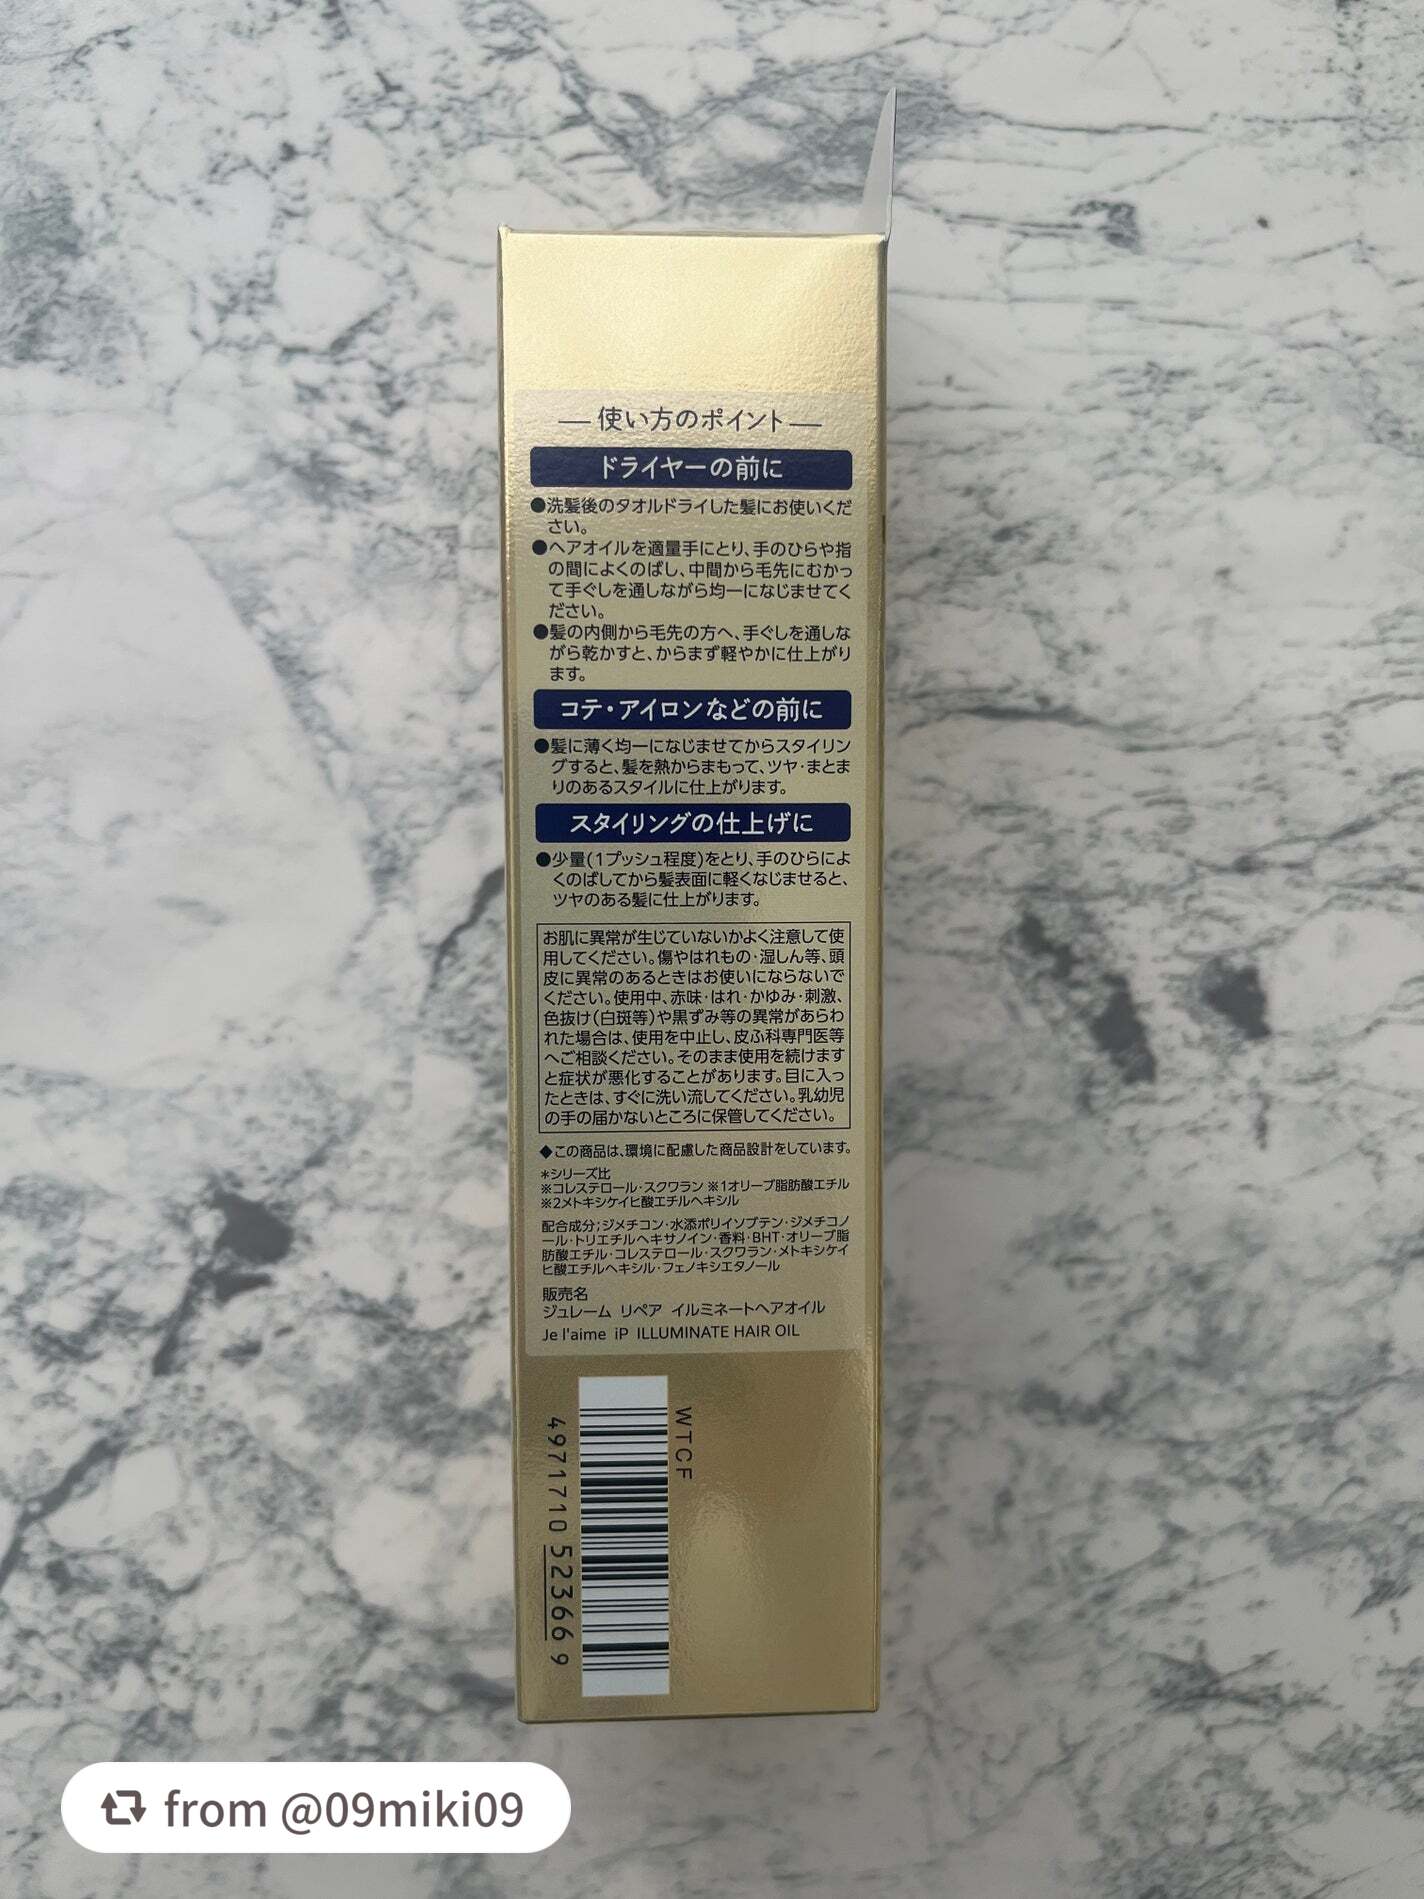 使い方のポイント
ドライヤーの前に
●洗髪後のタオルドライした髪にお使いくだ
さい。
●ヘアオイルを適量手にとり、手のひらや指
の間によくのばし、中間から毛先にむかっ
て手ぐしを通しながら均一になじませてく
ださい。
●髪の内側から毛先の方へ、手ぐしを通しな
がら乾かすと、からまず軽やかに仕上がり
ます。
コテ・アイロンなどの前に
●髪に薄く均一になじませてからスタイリン
グすると、髪を熱からまもって、ツヤ・まとま
りのあるスタイルに仕上がります。
スタイリングの仕上げに
●少量(1プッシュ程度)をとり、手のひらによ
くのばしてから髪表面に軽くなじませると、
ツヤのある髪に仕上がります。
お肌に異常が生じていないかよく注意して使
用してください。傷やはれもの・湿しん等、頭
皮に異常のあるときはお使いにならないで
ください。使用中、赤味・はれ・かゆみ・刺激、
色抜け(白斑等)や黒ずみ等の異常があらわ
れた場合は、使用を中止し、皮ふ科専門医等
へご相談ください。そのまま使用を続けます
と症状が悪化することがあります。目に入っ
たときは、すぐに洗い流してください。乳幼児
の手の届かないところに保管してください。
◆この商品は、環境に配慮した商品設計をしています。
＊シリーズ比
※コレステロール・スクワラン ※1オリーブ脂肪酸エチル
※2メトキシケイヒ酸エチルヘキシル
配合成分;ジメチコン・水添ポリイソブテン・ジメチコノ
ール・トリエチルヘキサノイン・香料・BHT・オリーブ脂
肪酸エチル・コレステロール・スクワラン・メトキシケイ
ヒ酸エチルヘキシル・フェノキシエタノール
販売名
ジュレーム リペア イルミネートヘアオイル
Je l'aime iP ILLUMINATE HAIR OIL
WTCF
4971710 52366 9
from @09miki09